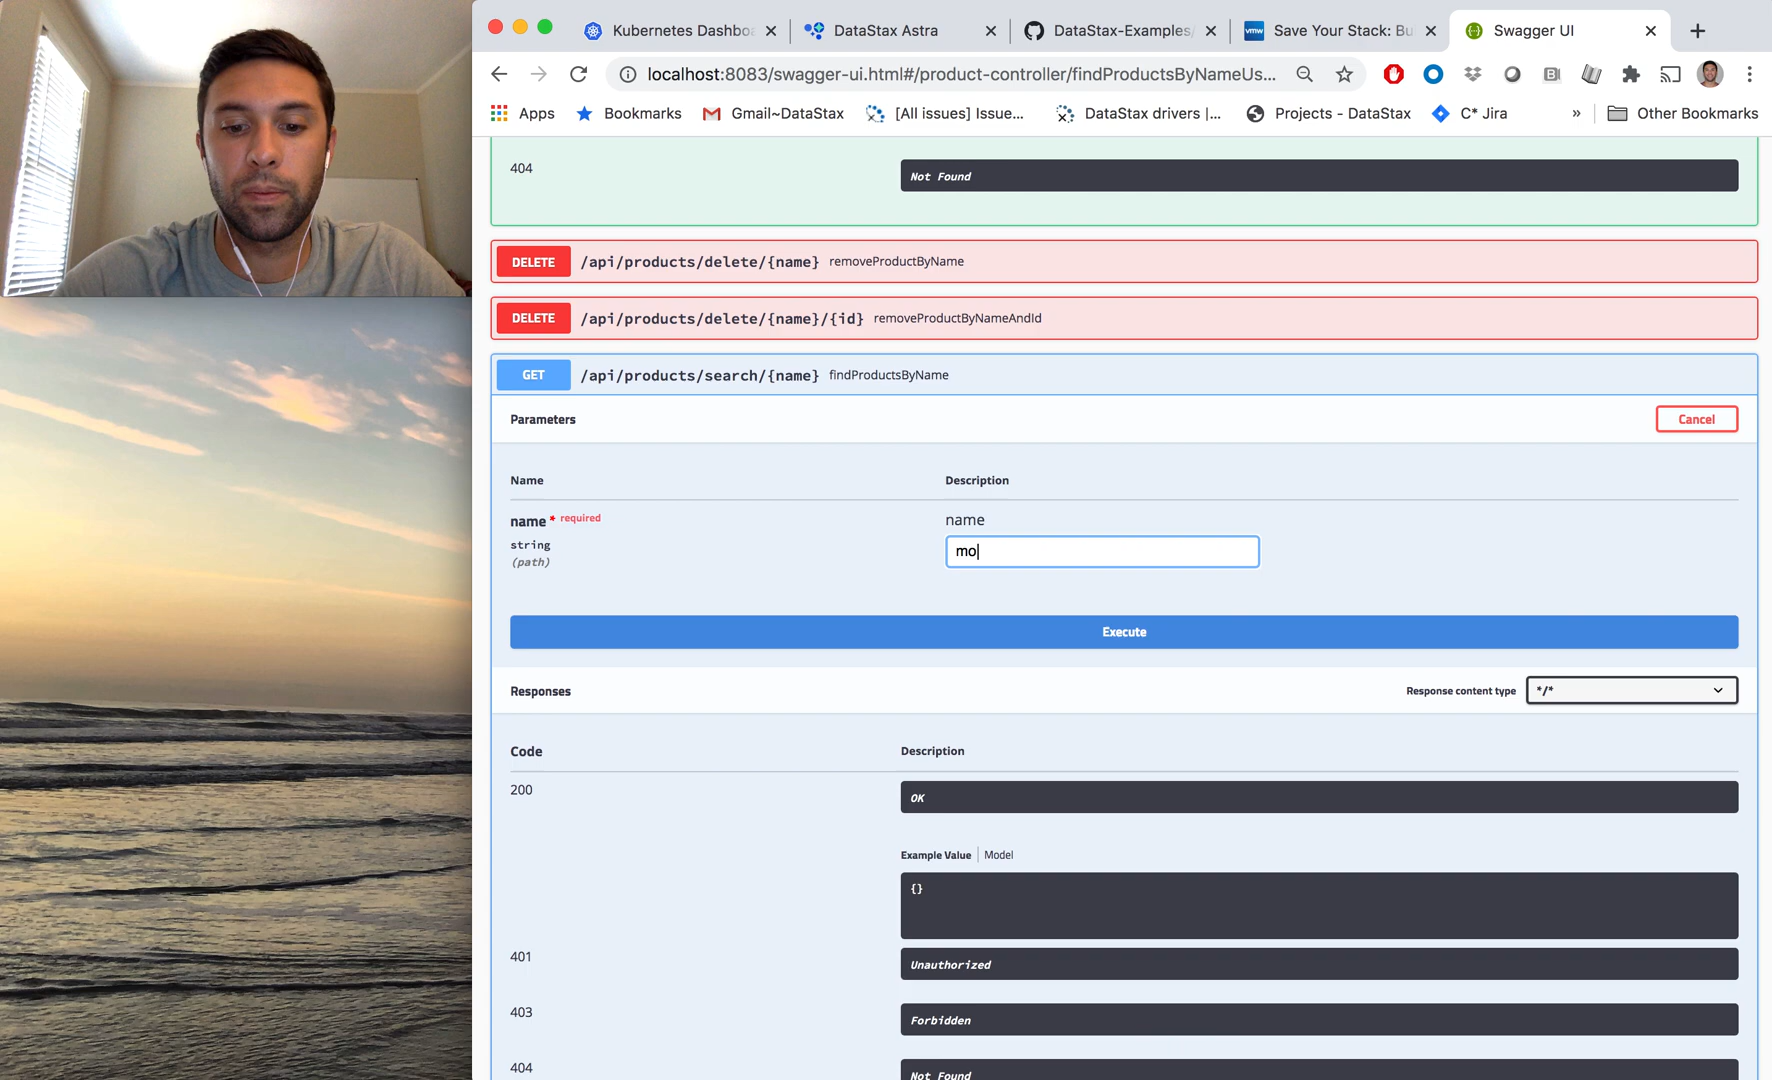 Kubernetes Dashbo
DataStax Astra
DataStax-Examples/
vmw
Save Your Stack: Bu
Swagger UI
localhost:8083/swagger-ui.html#/product-controller/findProductsByNameUs...
Apps
Bookmarks
Gmail~DataStax
[All issues] Issue...
DataStax drivers |...
Projects - DataStax
C* Jira
»
Other Bookmarks
404
Not Found
DELETE /api/products/delete/{name} removeProductByName
DELETE /api/products/delete/{name}/{id} removeProductByNameAndId
GET /api/products/search/{name} findProductsByName
Parameters
Cancel
Name
Description
name * required
string
(path)
name
mo
Execute
Responses
Response content type
*/*
Code
Description
200
OK
Example Value | Model
{}
401
Unauthorized
403
Forbidden
404
Not Found